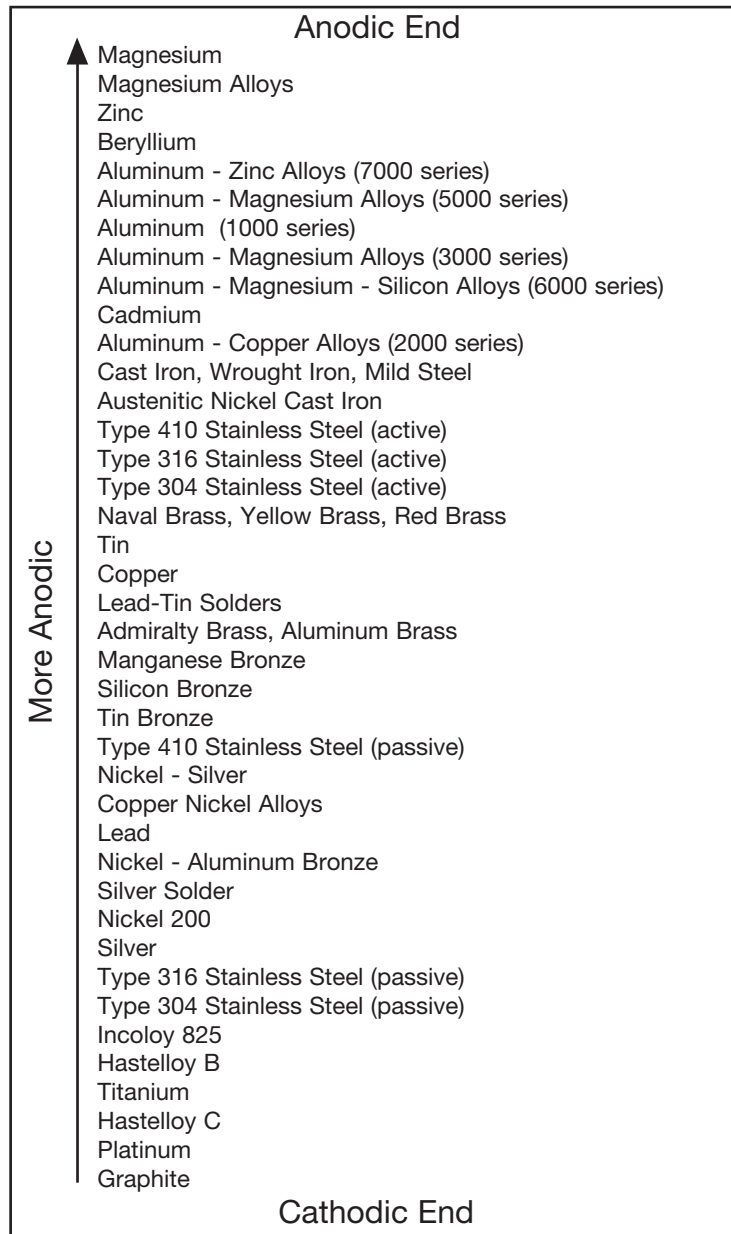 Anodic End
Magnesium
Magnesium Alloys
Zinc
Beryllium
Aluminum - Zinc Alloys (7000 series)
Aluminum - Magnesium Alloys (5000 series)
Aluminum (1000 series)
Aluminum - Magnesium Alloys (3000 series)
Aluminum - Magnesium - Silicon Alloys (6000 series)
Cadmium
Aluminum - Copper Alloys (2000 series)
Cast Iron, Wrought Iron, Mild Steel
Austenitic Nickel Cast Iron
Type 410 Stainless Steel (active)
Type 316 Stainless Steel (active)
Type 304 Stainless Steel (active)
Naval Brass, Yellow Brass, Red Brass
Tin
Copper
Lead-Tin Solders
Admiralty Brass, Aluminum Brass
Manganese Bronze
Silicon Bronze
Tin Bronze
Type 410 Stainless Steel (passive)
Nickel - Silver
Copper Nickel Alloys
Lead
Nickel - Aluminum Bronze
Silver Solder
Nickel 200
Silver
Type 316 Stainless Steel (passive)
Type 304 Stainless Steel (passive)
Incoloy 825
Hastelloy B
Titanium
Hastelloy C
Platinum
Graphite
Cathodic End
More Anodic